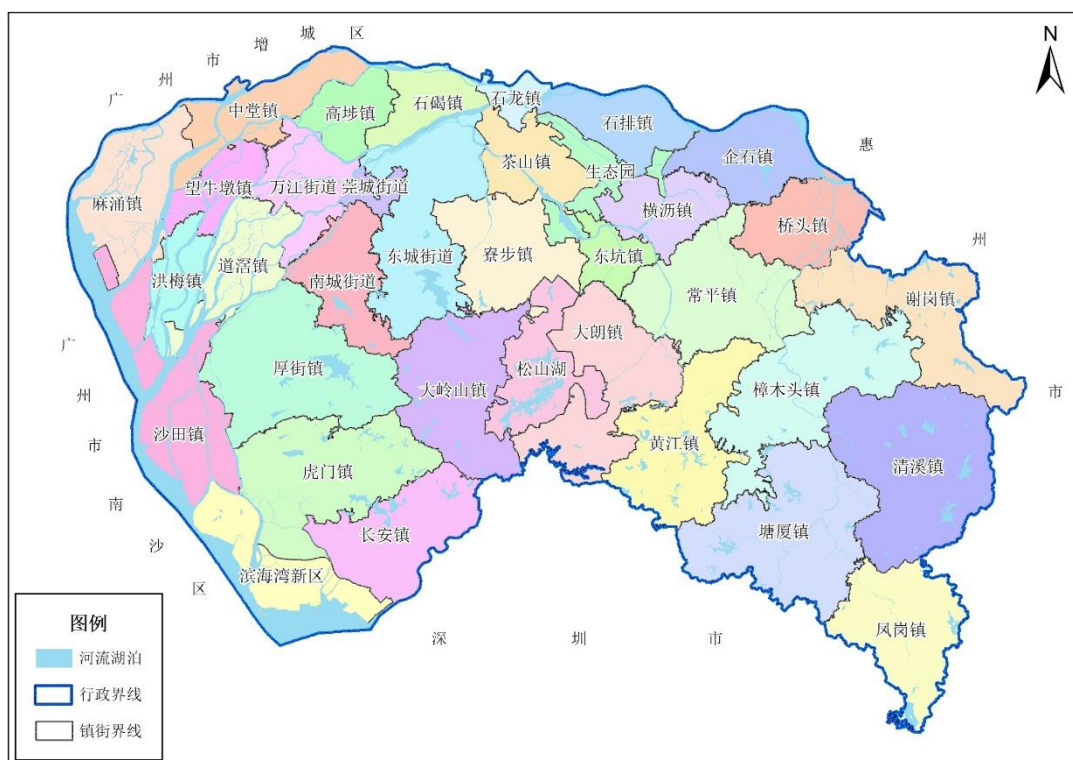 广州市增城区
N
石龙镇
石碣镇
中堂镇
高埗镇
石排镇
惠州市
企石镇
茶山镇
生态园
望牛墩镇
万江街道
莞城街道
麻涌镇
横沥镇
桥头镇
东城街道
寮步镇
东坑镇
道滘镇
洪梅镇
南城街道
常平镇
谢岗镇
大朗镇
广州市南沙区
厚街镇
松山湖
大岭山镇
樟木头镇
沙田镇
黄江镇
虎门镇
清溪镇
长安镇
塘厦镇
滨海湾新区
深圳市
凤岗镇
图例
河流湖泊
行政界线
镇街界线